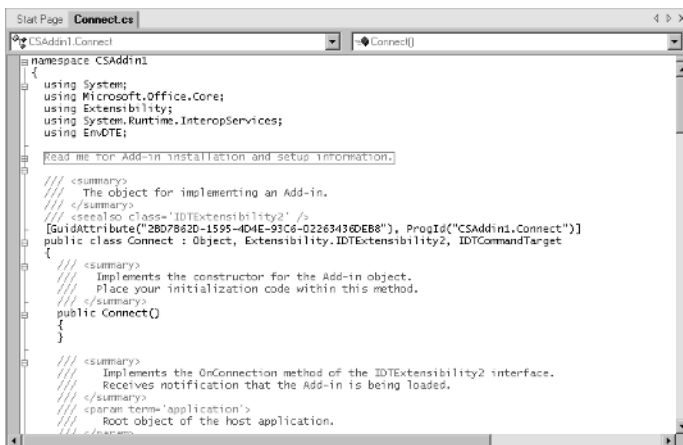 Start Page Connect.cs
CSAddin1.Connect Connect()
namespace CSAddin1
{
using System;
using Microsoft.Office.Core;
using Extensibility;
using System.Runtime.InteropServices;
using EnvDTE;
Read me for Add-in installation and setup information.
/// <summary>
/// The object for implementing an Add-in.
/// </summary>
/// <seealso class='IDTExtensibility2' />
[GuidAttribute("2BD7B62D-1595-4D4E-93C6-02263436DEB8"), ProgId("CSAddin1.Connect")]
public class Connect : Object, Extensibility.IDTExtensibility2, IDTCommandTarget
{
/// <summary>
/// Implements the constructor for the Add-in object.
/// Place your initialization code within this method.
/// </summary>
public Connect()
{
}
/// <summary>
/// Implements the OnConnection method of the IDTExtensibility2 interface.
/// Receives notification that the Add-in is being loaded.
/// </summary>
/// <param term='application'>
/// Root object of the host application.
/// </param>